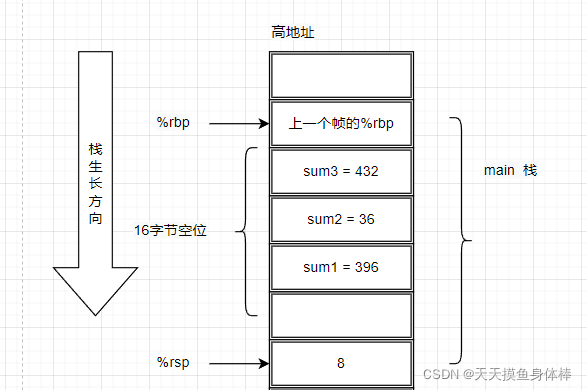 高地址
%rbp
上一个帧的%rbp
栈生长方向
sum3 = 432
main 栈
sum2 = 36
16字节空位
sum1 = 396
%rsp
8
CSDN @天天摸鱼身体棒